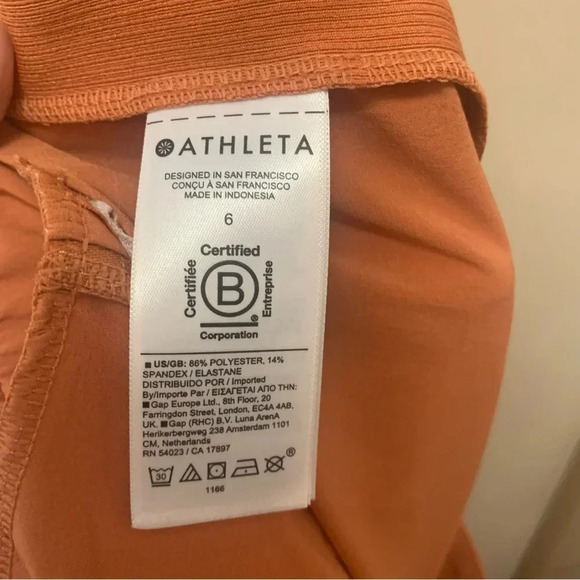 ATHLETA
DESIGNED IN SAN FRANCISCO
CONÇU À SAN FRANCISCO
MADE IN INDONESIA
6
Certified
Certifiée
B
Entreprise
®
Corporation
US/GB: 86% POLYESTER, 14%
SPANDEX / ELASTANE
DISTRIBUIDO POR / Imported
By/Importe Par / ΕΙΣΑΓΕΤΑΙ ΑΠΟ ΤΗΝ:
Gap Europe Ltd., 8th Floor, 20
Farringdon Street, London, EC4A 4AB,
UK. Gap (RHC) B.V. Luna ArenA
Herikerbergweg 238 Amsterdam 1101
CM, Netherlands
RN 54023 / CA 17897
30 ®
1166